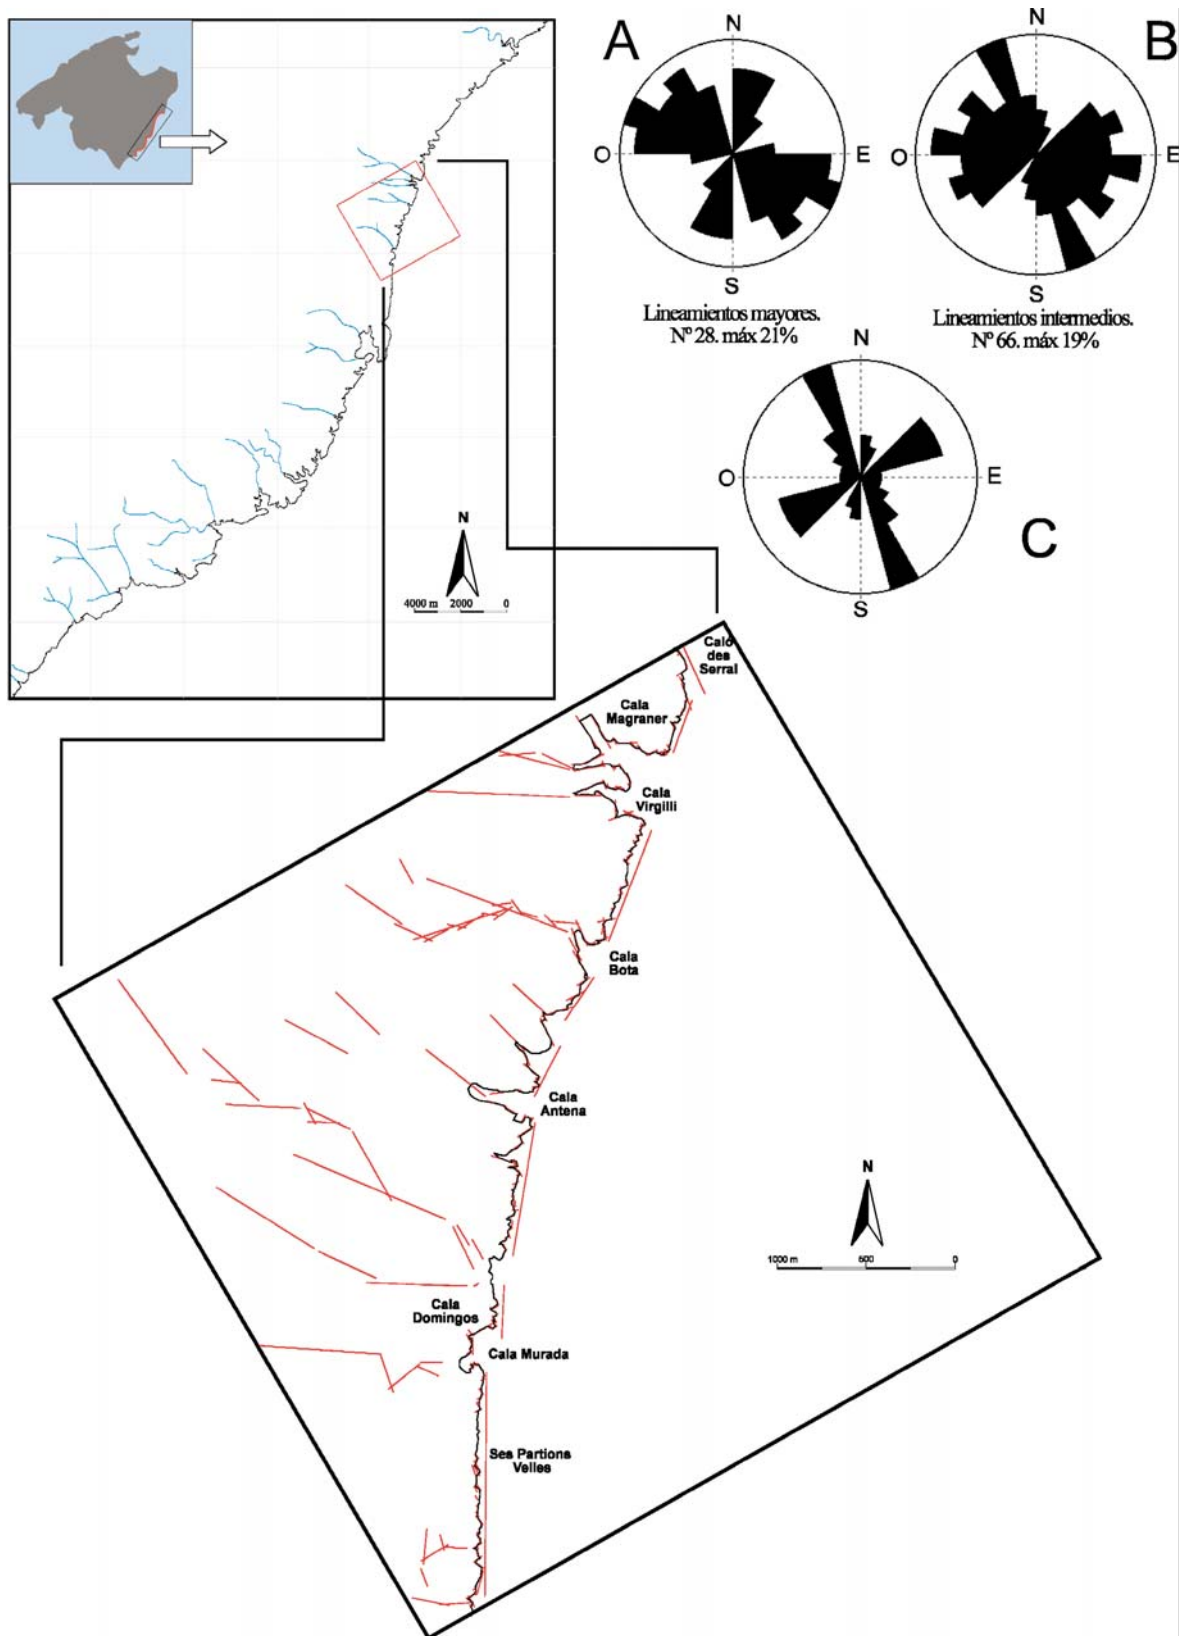 A
N
O
E
S
Lineamientos mayores.
Nº 28. máx 21%
B
N
O
E
S
Lineamientos intermedios.
Nº 66. máx 19%
N
O
E
S
C
N
4000 m 2000 0
Caló
des
Serral
Cala
Magraner
Cala
Virgilli
Cala
Bota
Cala
Antena
N
1000 m 500 0
Cala
Domingos
Cala Murada
Ses Partions
Velles